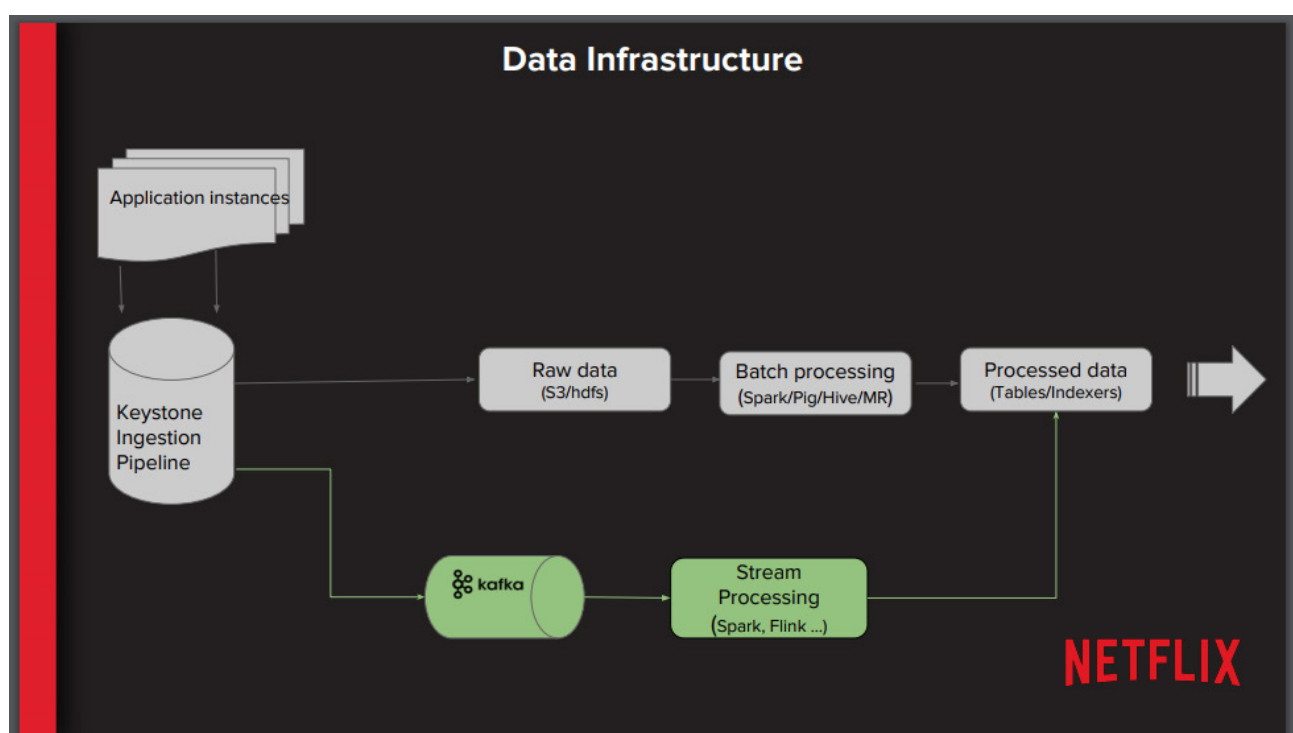 Data Infrastructure
Application instances
Keystone
Ingestion
Pipeline
Raw data
(S3/hdfs)
Batch processing
(Spark/Pig/Hive/MR)
Processed data
(Tables/Indexers)
kafka
Stream
Processing
(Spark, Flink ...)
NETFLIX